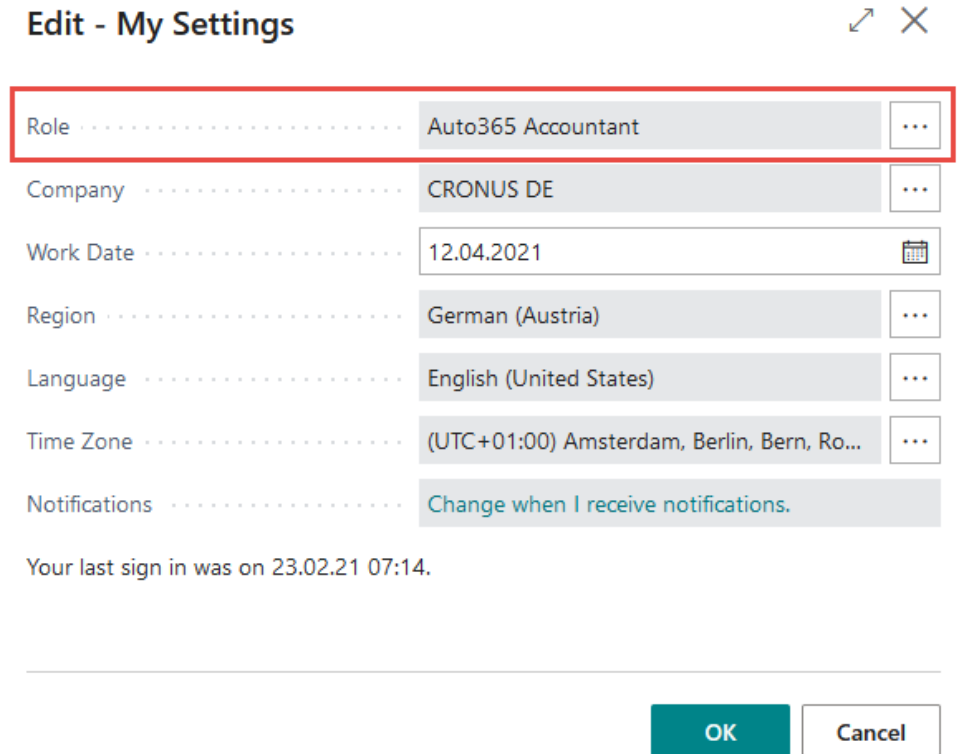 Edit - My Settings
Role Auto365 Accountant
Company CRONUS DE
Work Date 12.04.2021
Region German (Austria)
Language English (United States)
Time Zone (UTC+01:00) Amsterdam, Berlin, Bern, Ro...
Notifications Change when I receive notifications.
Your last sign in was on 23.02.21 07:14.
OK Cancel